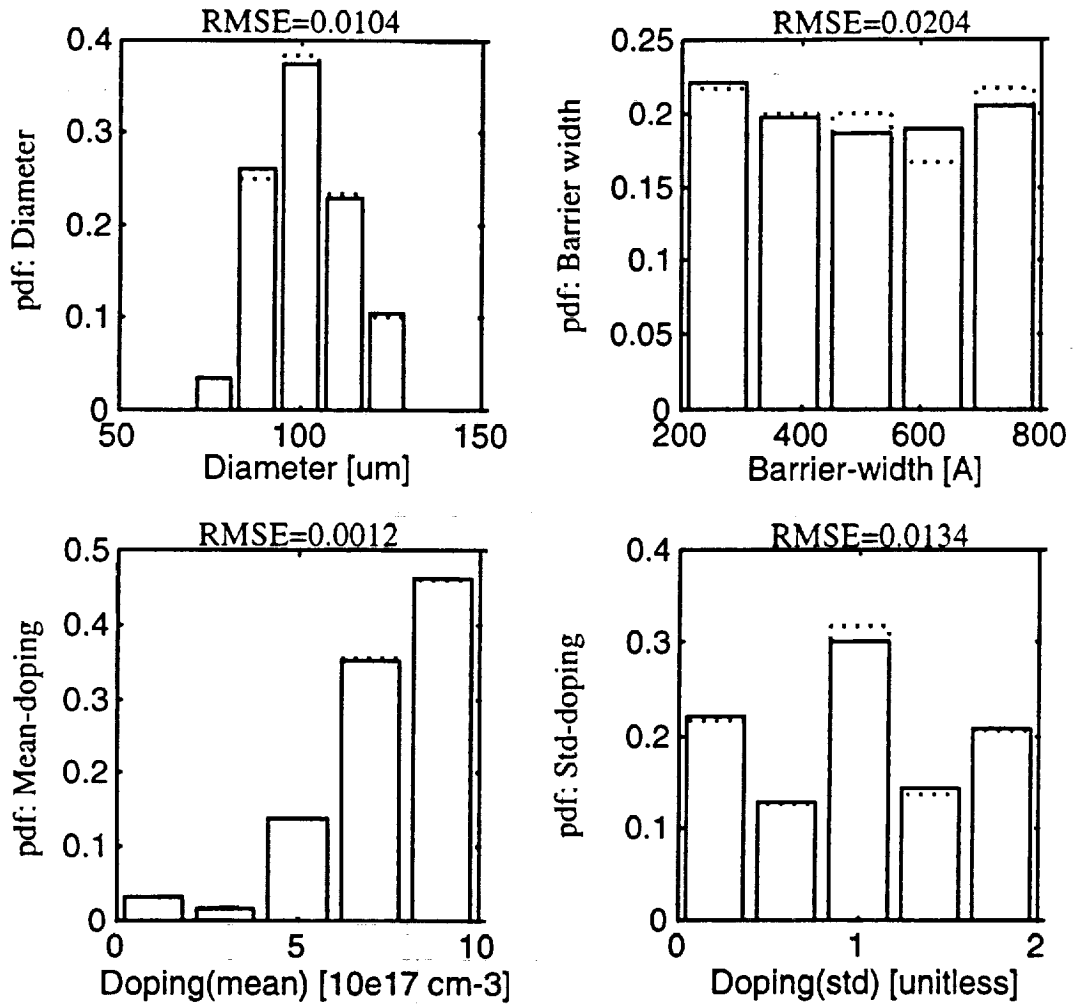 RMSE=0.0104
0.4
0.3
0.2
0.1
0
50
100
150
pdf: Diameter
Diameter [um]
RMSE=0.0204
0.25
0.2
0.15
0.1
0.05
0
200
400
600
800
pdf: Barrier width
Barrier-width [A]
RMSE=0.0012
0.5
0.4
0.3
0.2
0.1
0
0
5
10
pdf: Mean-doping
Doping(mean) [10e17 cm-3]
RMSE=0.0134
0.4
0.3
0.2
0.1
0
0
1
2
pdf: Std-doping
Doping(std) [unitless]